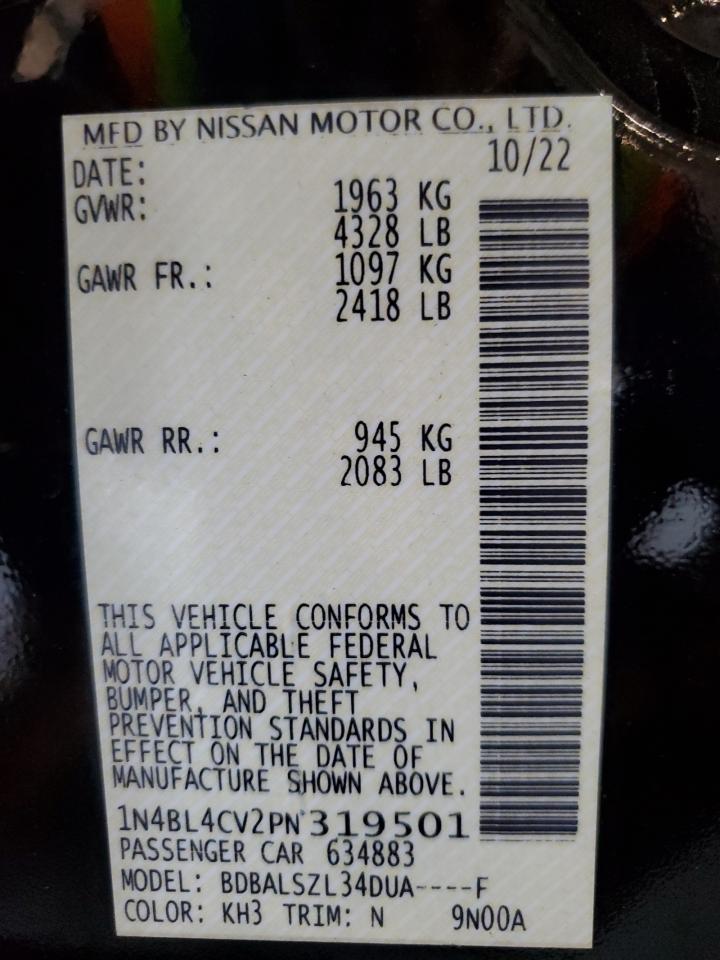 MFD BY NISSAN MOTOR CO., LTD.
DATE: 10/22
GVWR: 1963 KG
4328 LB
GAWR FR.: 1097 KG
2418 LB
GAWR RR.: 945 KG
2083 LB
THIS VEHICLE CONFORMS TO
ALL APPLICABLE FEDERAL
MOTOR VEHICLE SAFETY,
BUMPER, AND THEFT
PREVENTION STANDARDS IN
EFFECT ON THE DATE OF
MANUFACTURE SHOWN ABOVE.
1N4BL4CV2PN319501
PASSENGER CAR 634883
MODEL: BDBALSZL34DUA----F
COLOR: KH3 TRIM: N 9N00A